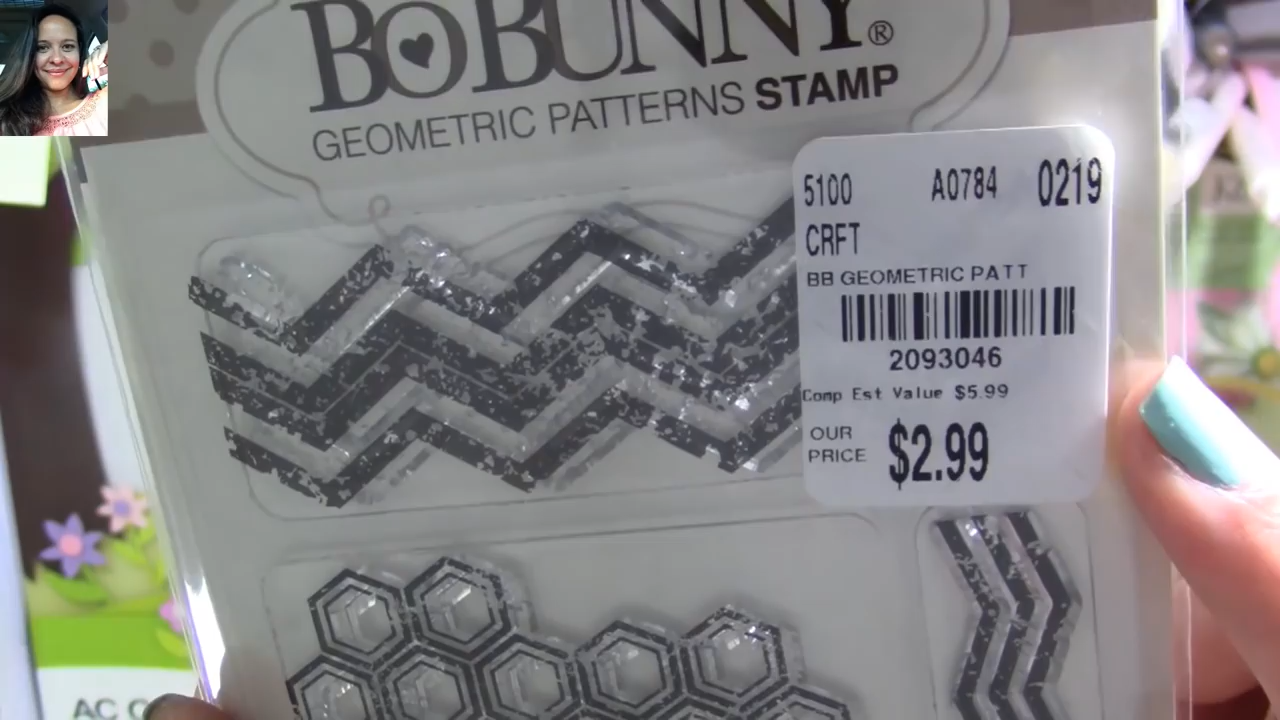 BOBUNNY®
GEOMETRIC PATTERNS STAMP
5100 A0784 0219
CRFT
BB GEOMETRIC PATT
2093046
Comp Est Value $5.99
OUR
PRICE $2.99
AC